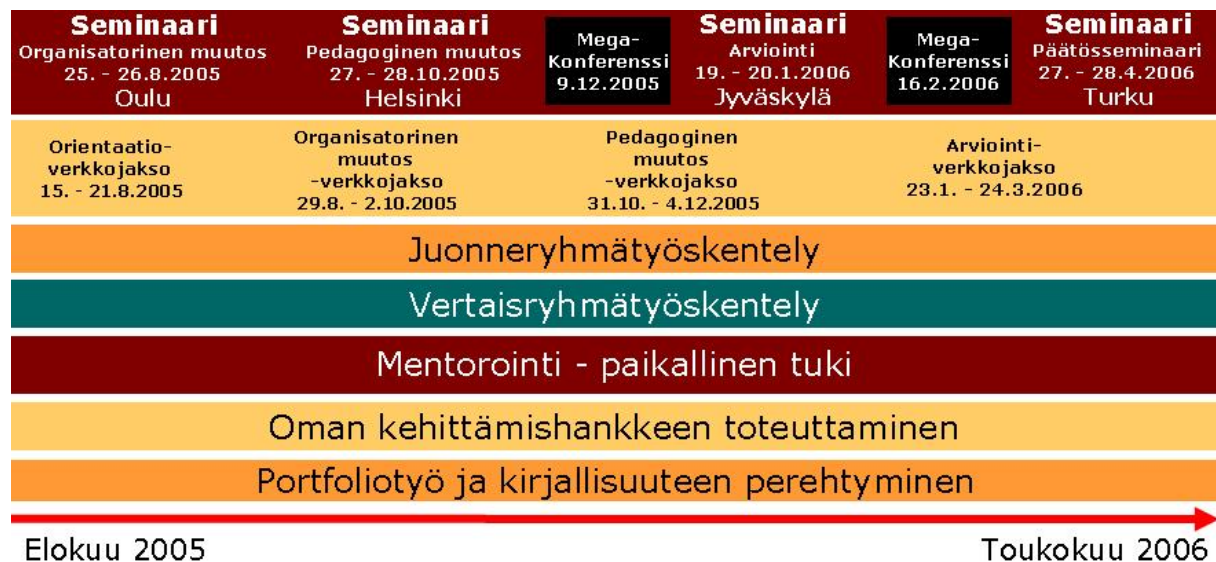 Seminaari
Organisatorinen muutos
25. - 26.8.2005
Oulu
Seminaari
Pedagoginen muutos
27. - 28.10.2005
Helsinki
Mega-
Konferenssi
9.12.2005
Seminaari
Arviointi
19. - 20.1.2006
Jyväskylä
Mega-
Konferenssi
16.2.2006
Seminaari
Päätösseminaari
27. - 28.4.2006
Turku
Orientaatio-
verkkojakso
15. - 21.8.2005
Organisatorinen
muutos
-verkkojakso
29.8. - 2.10.2005
Pedagoginen
muutos
-verkkojakso
31.10. - 4.12.2005
Arviointi-
verkkojakso
23.1. - 24.3.2006
Juonneryhmätyöskentely
Vertaisryhmätyöskentely
Mentorointi - paikallinen tuki
Oman kehittämishankkeen toteuttaminen
Portfoliotyö ja kirjallisuuteen perehtyminen
Elokuu 2005
Toukokuu 2006